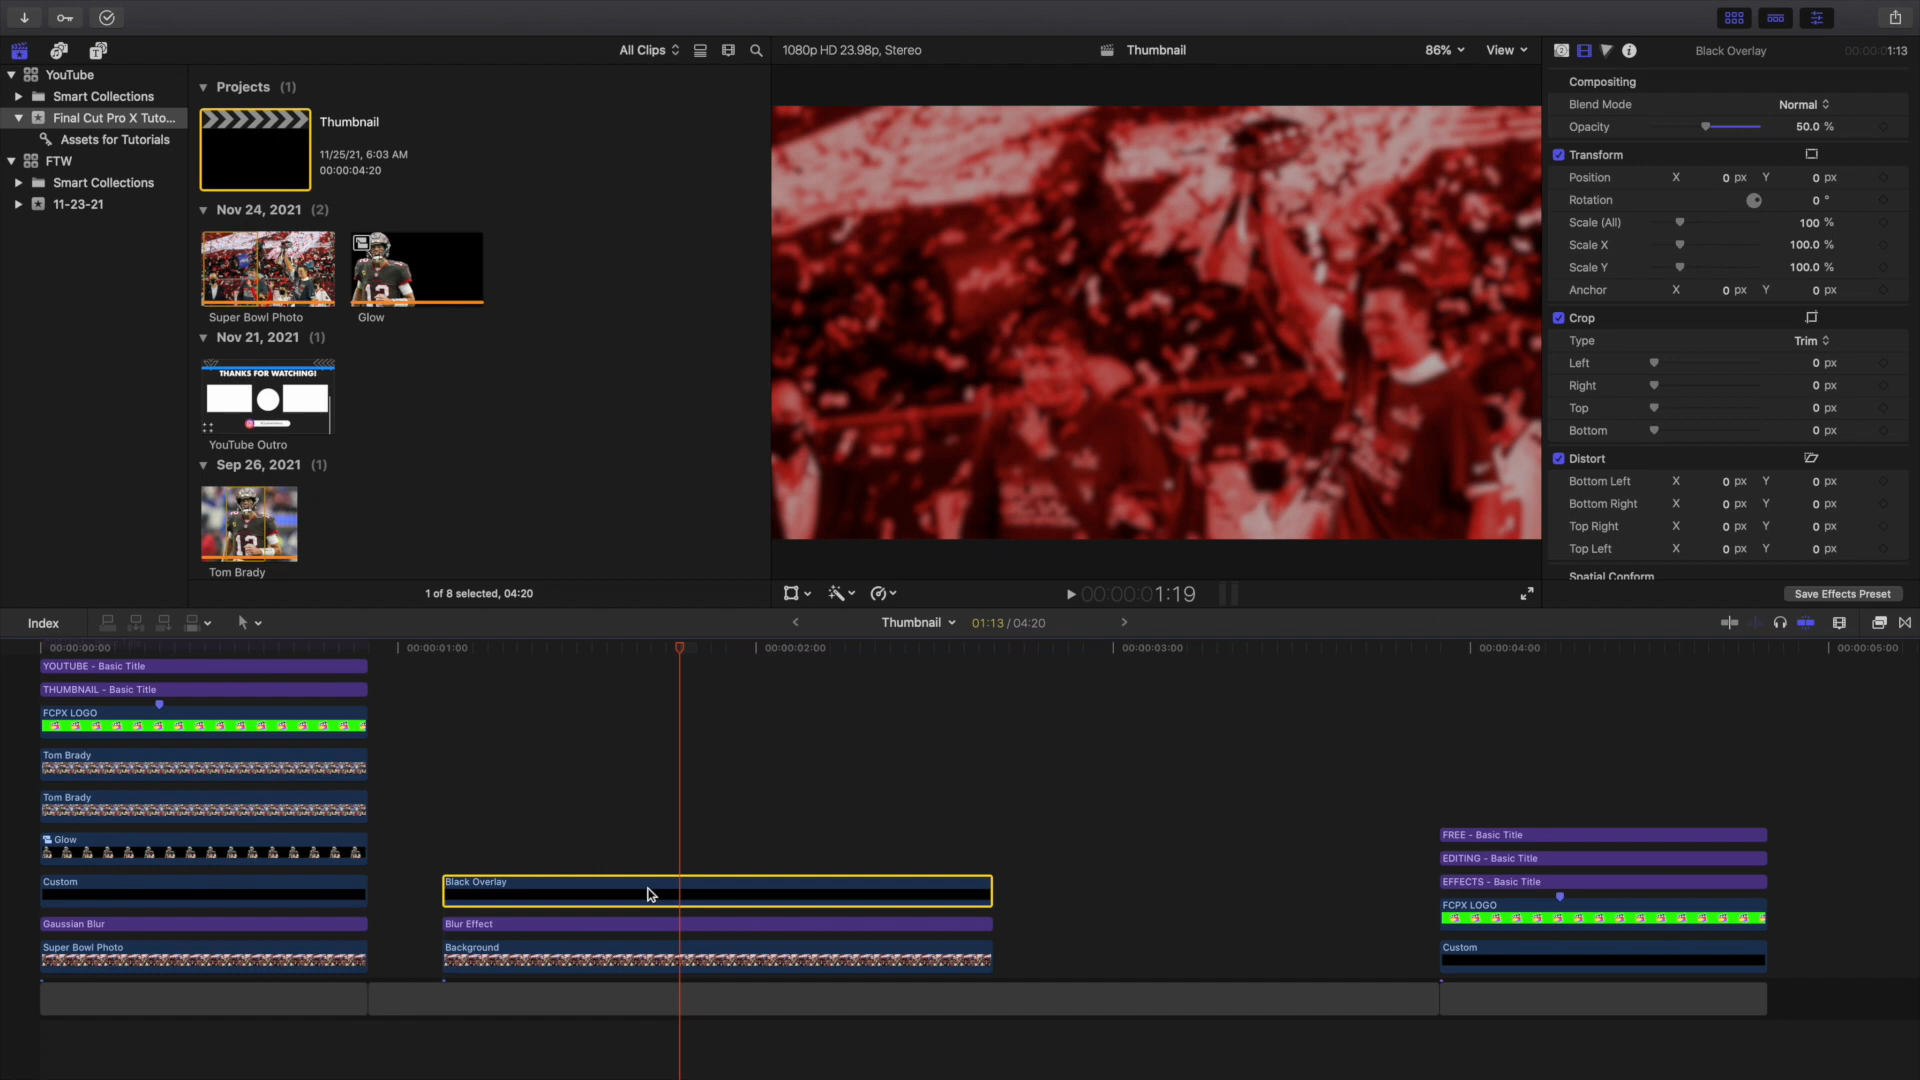 All Clips
1080p HD 23.98p, Stereo
Thumbnail
86%
View
Black Overlay
00:00:01:13
YouTube
Smart Collections
Final Cut Pro X Tuto...
Assets for Tutorials
FTW
Smart Collections
11-23-21
Projects (1)
Thumbnail
11/25/21, 6:03 AM
00:00:04:20
Nov 24, 2021 (2)
Super Bowl Photo
Glow
Nov 21, 2021 (1)
THANKS FOR WATCHING!
YouTube Outro
Sep 26, 2021 (1)
12
Tom Brady
1 of 8 selected, 04:20
00:00:01:19
Compositing
Blend Mode Normal
Opacity 50.0 %
Transform
Position X 0 px Y 0 px
Rotation 0 °
Scale (All) 100 %
Scale X 100.0 %
Scale Y 100.0 %
Anchor X 0 px Y 0 px
Crop
Type Trim
Left 0 px
Right 0 px
Top 0 px
Bottom 0 px
Distort
Bottom Left X 0 px Y 0 px
Bottom Right X 0 px Y 0 px
Top Right X 0 px Y 0 px
Top Left X 0 px Y 0 px
Spatial Conform
Save Effects Preset
Index
Thumbnail 01:13 / 04:20
00:00:00:00 00:00:01:00 00:00:02:00 00:00:03:00 00:00:04:00 00:00:05:00
YOUTUBE - Basic Title
THUMBNAIL - Basic Title
FCPX LOGO
Tom Brady
Tom Brady
Glow
Custom
Gaussian Blur
Super Bowl Photo
Black Overlay
Blur Effect
Background
FREE - Basic Title
EDITING - Basic Title
EFFECTS - Basic Title
FCPX LOGO
Custom